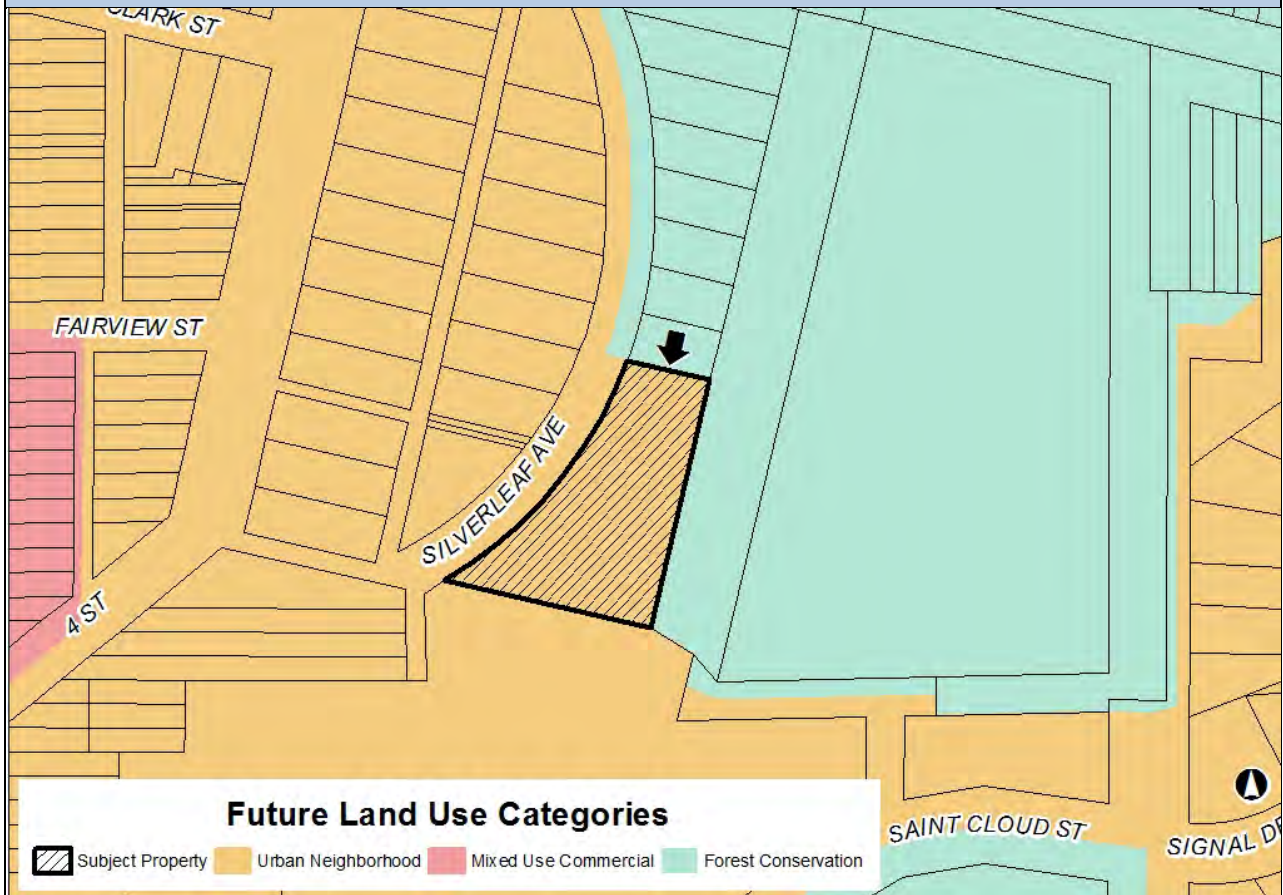 CLARK ST
FAIRVIEW ST
SILVERLEAF AVE
4 ST
Future Land Use Categories
Subject Property Urban Neighborhood Mixed Use Commercial Forest Conservation
SAINT CLOUD ST
SIGNAL DR